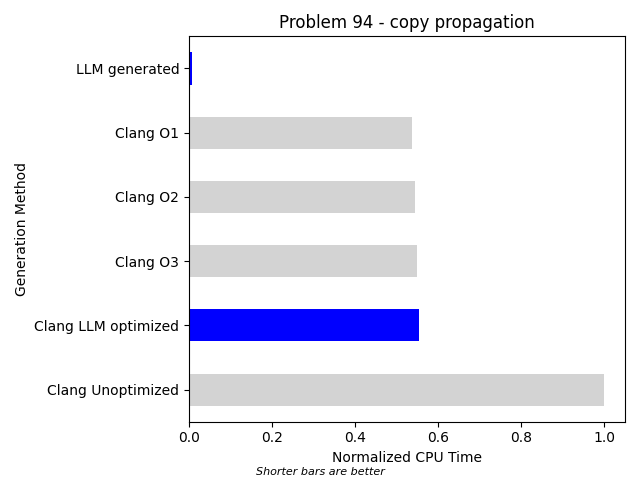 Problem 94 - copy propagation
Generation Method
LLM generated
Clang O1
Clang O2
Clang O3
Clang LLM optimized
Clang Unoptimized
0.0 0.2 0.4 0.6 0.8 1.0
Normalized CPU Time
Shorter bars are better